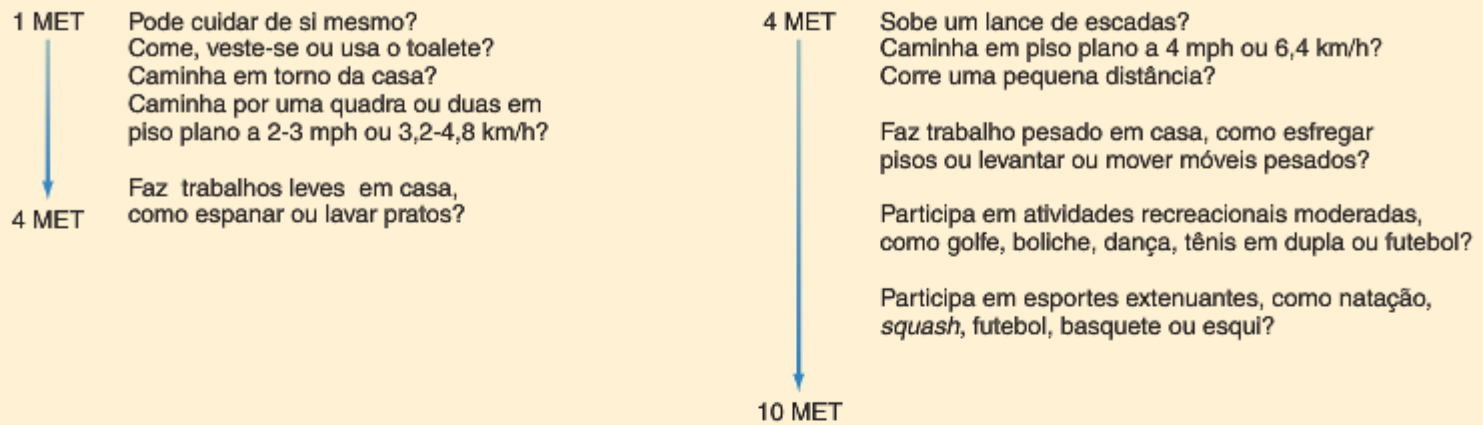 1 MET
Pode cuidar de si mesmo?
Come, veste-se ou usa o toalete?
Caminha em torno da casa?
Caminha por uma quadra ou duas em
piso plano a 2-3 mph ou 3,2-4,8 km/h?
Faz trabalhos leves em casa,
como espanar ou lavar pratos?
4 MET
4 MET
Sobe um lance de escadas?
Caminha em piso plano a 4 mph ou 6,4 km/h?
Corre uma pequena distância?
Faz trabalho pesado em casa, como esfregar
pisos ou levantar ou mover móveis pesados?
Participa em atividades recreacionais moderadas,
como golfe, boliche, dança, tênis em dupla ou futebol?
Participa em esportes extenuantes, como natação,
squash, futebol, basquete ou esqui?
10 MET